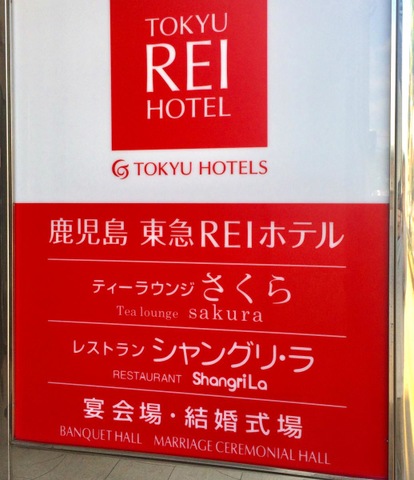 TOKYU
REI
HOTEL
TOKYU HOTELS
鹿児島 東急REIホテル
ティーラウンジ さくら
Tea lounge sakura
レストラン シャングリ・ラ
RESTAURANT ShangriLa
宴会場・結婚式場
BANQUET HALL MARRIAGE CEREMONIAL HALL